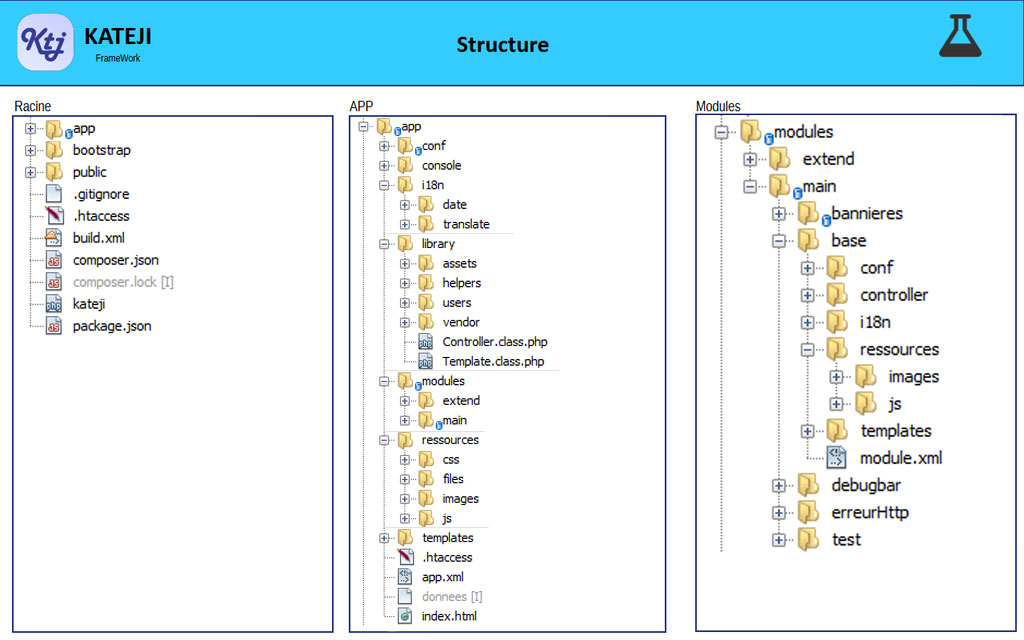 Ktj
KATEJI
FrameWork
Structure
Racine
app
bootstrap
public
.gitignore
.htaccess
build.xml
composer.json
composer.lock [I]
kateji
package.json
APP
app
conf
console
i18n
date
translate
library
assets
helpers
users
vendor
Controller.class.php
Template.class.php
modules
extend
main
ressources
css
files
images
js
templates
.htaccess
app.xml
donnees [I]
index.html
Modules
modules
extend
main
bannieres
base
conf
controller
i18n
ressources
images
js
templates
module.xml
debugbar
erreurHttp
test